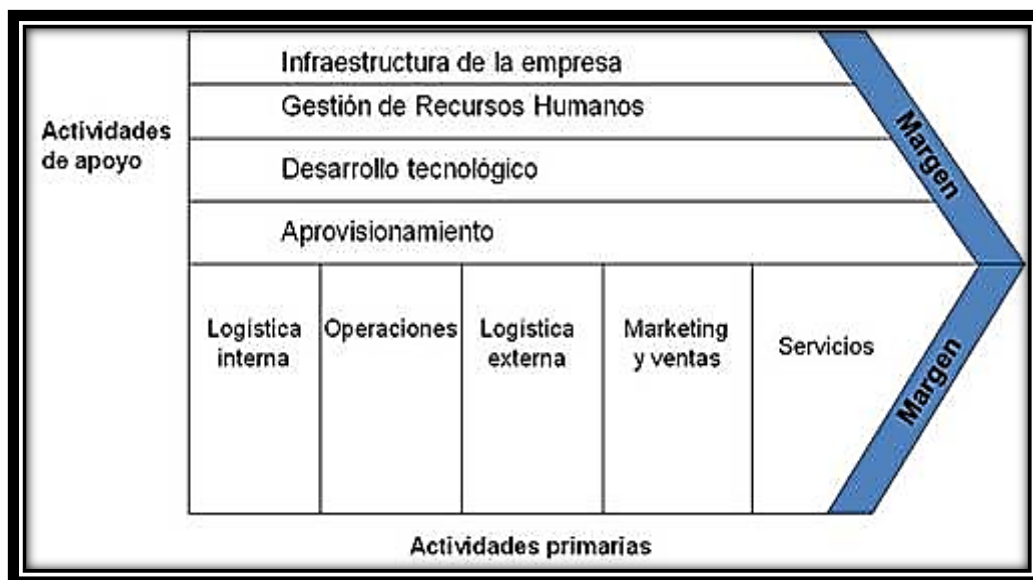 Infraestructura de la empresa
Gestión de Recursos Humanos
Actividades
de apoyo
Desarrollo tecnológico
Aprovisionamiento
Margen
Logística
interna
Operaciones
Logística
externa
Marketing
y ventas
Servicios
Margen
Actividades primarias